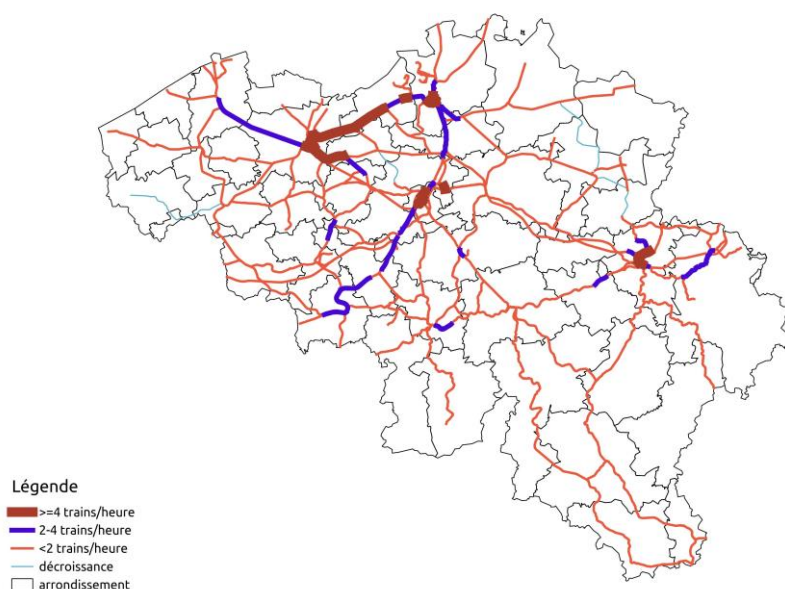 Légende
>=4 trains/heure
2-4 trains/heure
<2 trains/heure
décroissance
arrondissement